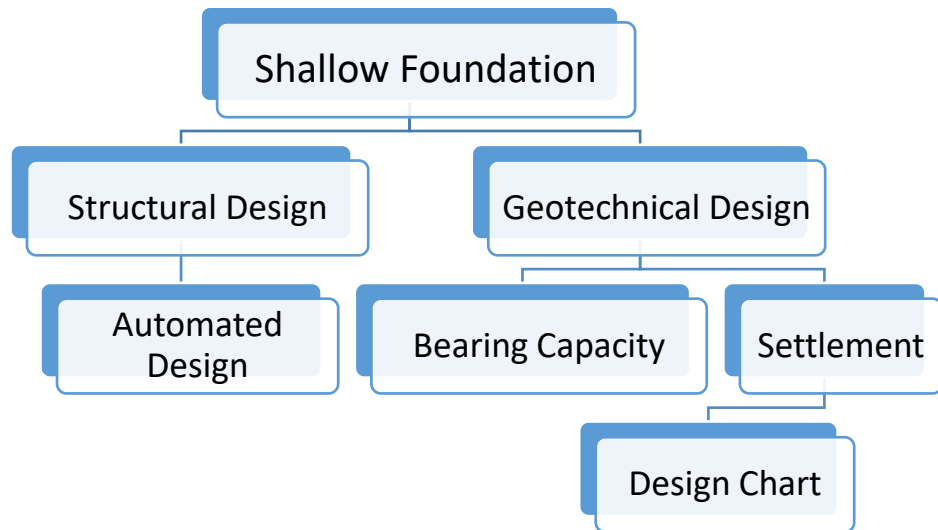 Shallow Foundation
Structural Design
Geotechnical Design
Automated
Design
Bearing Capacity
Settlement
Design Chart